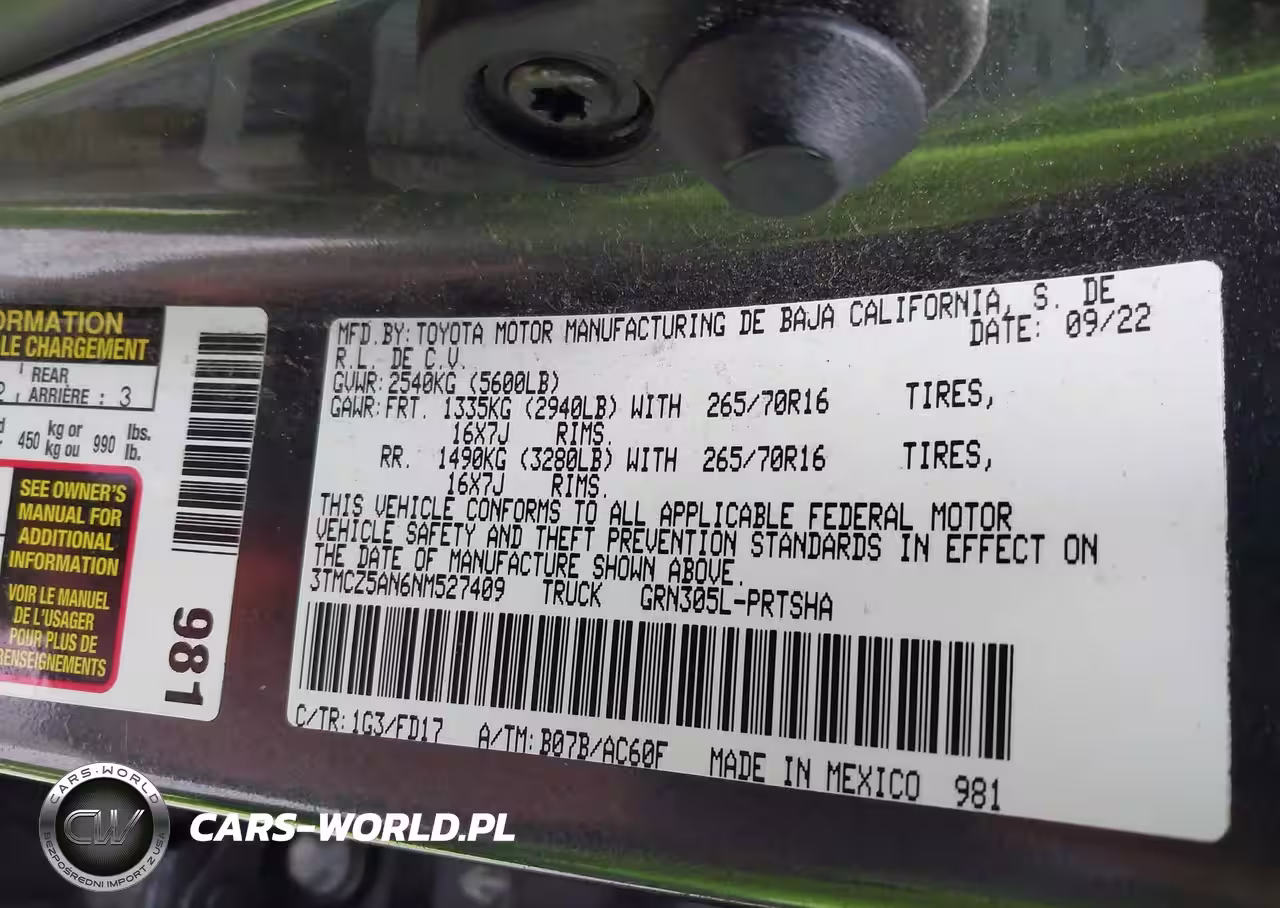 ORMATION
LE CHARGEMENT
REAR
2 ARRIÈRE : 3
450 kg or 990 lbs.
kg ou lb.
SEE OWNER'S
MANUAL FOR
ADDITIONAL
INFORMATION
VOIR LE MANUEL
DE L'USAGER
POUR PLUS DE
RENSEIGNEMENTS
981
MFD. BY: TOYOTA MOTOR MANUFACTURING DE BAJA CALIFORNIA, S. DE
R.L. DE C.V. DATE: 09/22
GVWR: 2540KG (5600LB)
GAWR: FRT. 1335KG (2940LB) WITH 265/70R16 TIRES,
16X7J RIMS.
RR. 1490KG (3280LB) WITH 265/70R16 TIRES,
16X7J RIMS.
THIS VEHICLE CONFORMS TO ALL APPLICABLE FEDERAL MOTOR
VEHICLE SAFETY AND THEFT PREVENTION STANDARDS IN EFFECT ON
THE DATE OF MANUFACTURE SHOWN ABOVE.
3TMCZ5AN6NM527409 TRUCK GRN305L-PRTSHA
C/TR: 1G3/FD17 A/TM: B07B/AC60F MADE IN MEXICO 981
CARS-WORLD
CW
BEZPOŚREDNI IMPORT Z USA
CARS-WORLD.PL